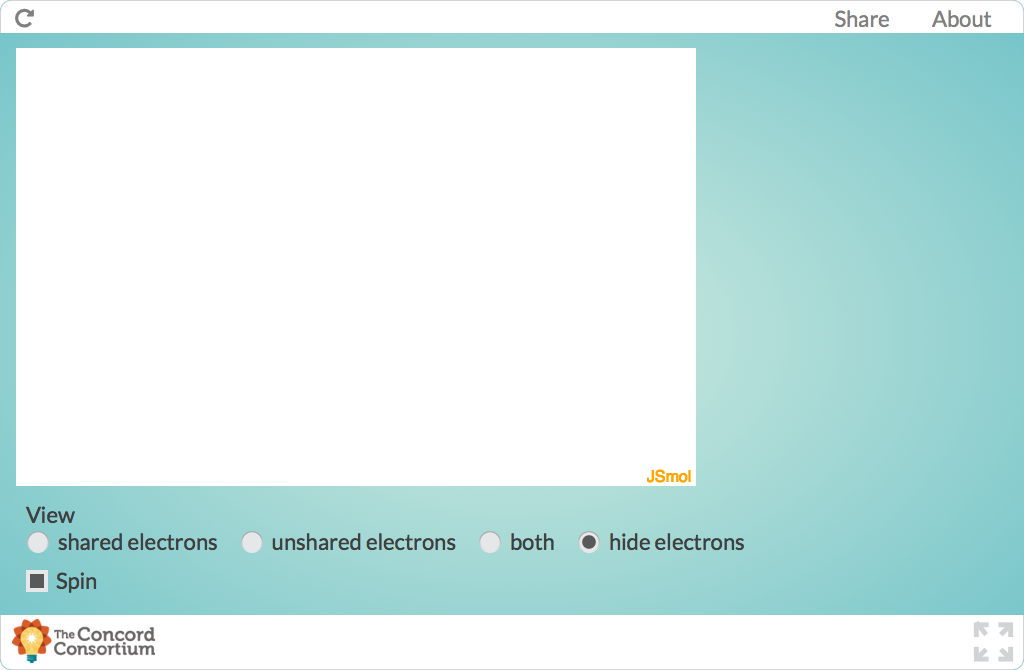 Share About
JSmol
View
shared electrons unshared electrons both hide electrons
Spin
The Concord
Consortium